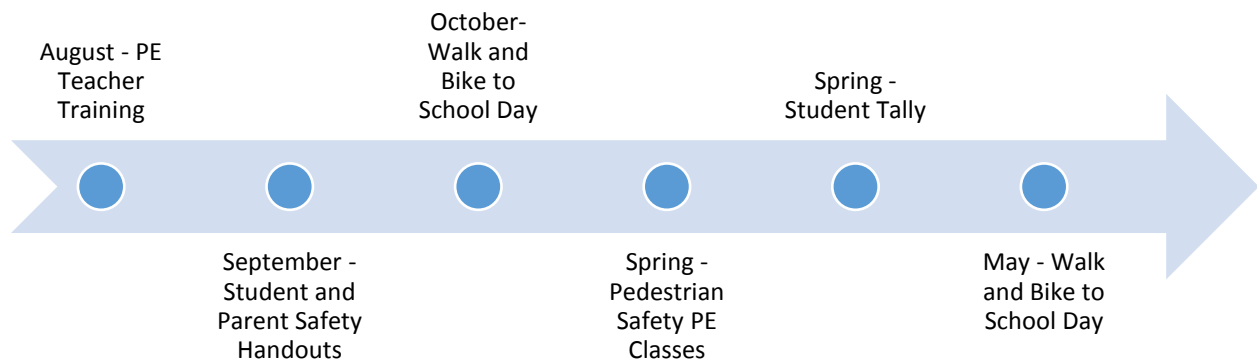 August - PE
Teacher
Training
September -
Student and
Parent Safety
Handouts
October-
Walk and
Bike to
School Day
Spring -
Pedestrian
Safety PE
Classes
Spring -
Student Tally
May - Walk
and Bike to
School Day